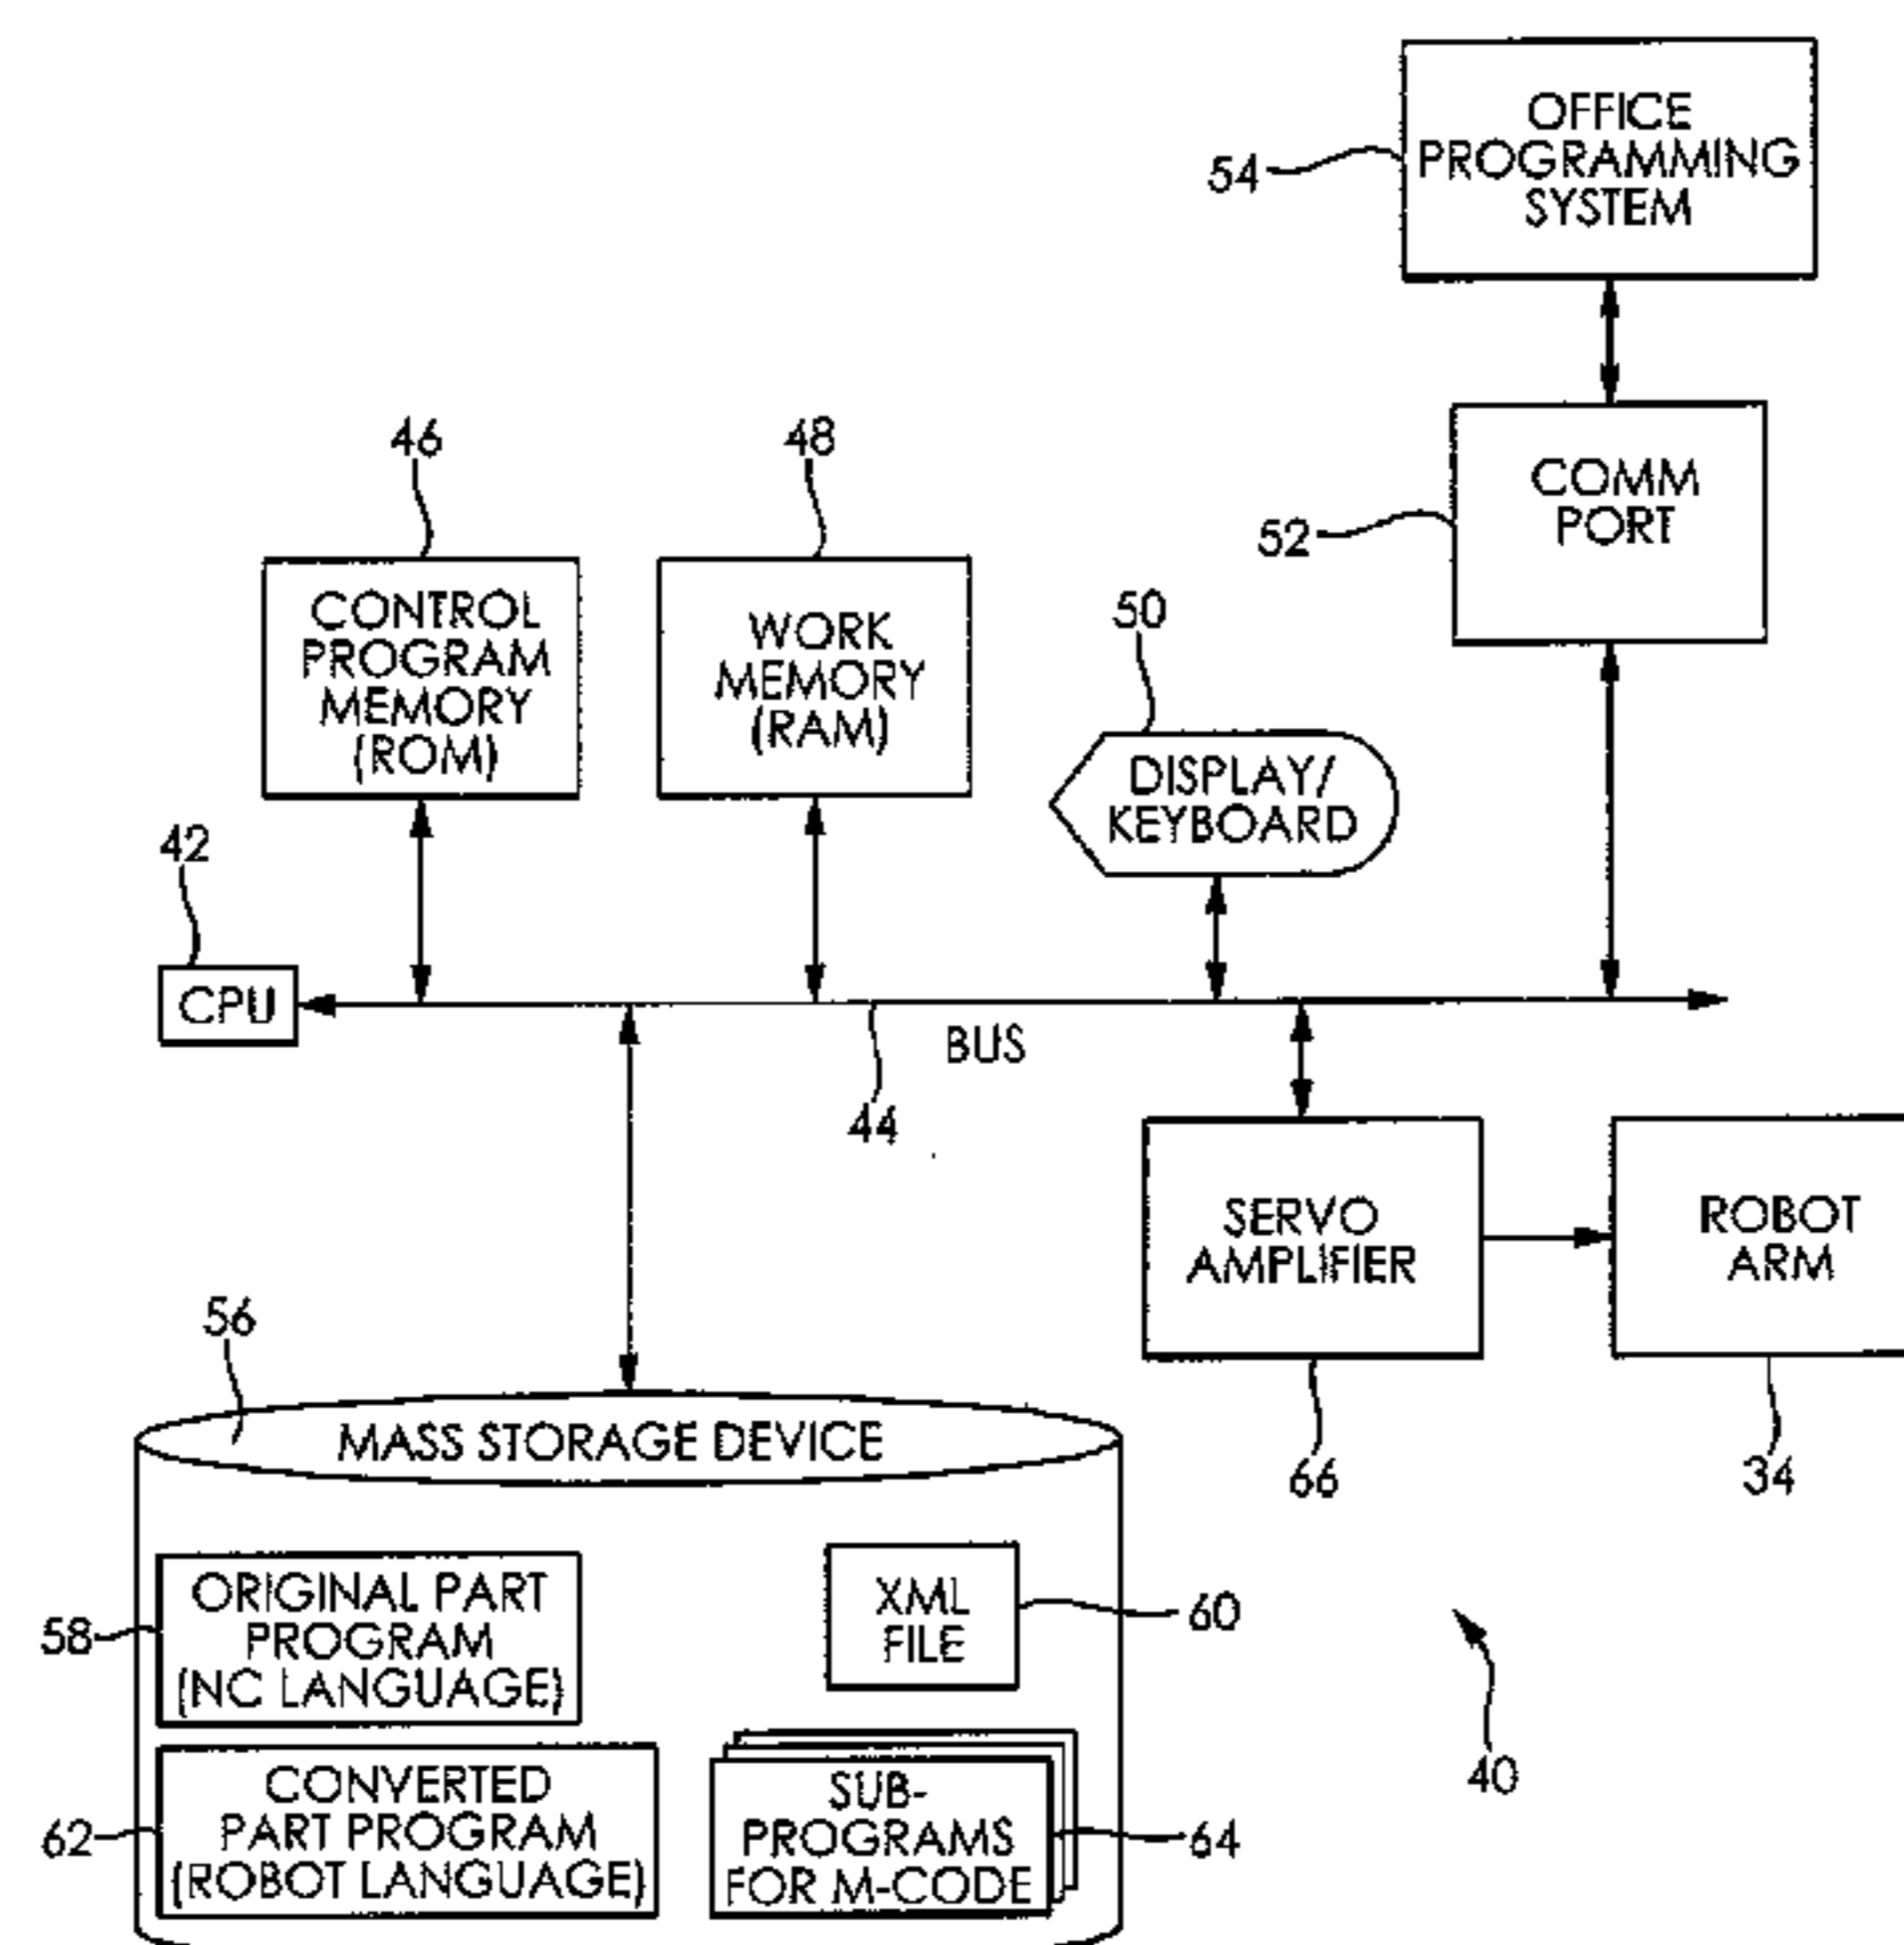 OFFICE
PROGRAMMING
SYSTEM
54
COMM
PORT
52
46
CONTROL
PROGRAM
MEMORY
(ROM)
48
WORK
MEMORY
(RAM)
50
DISPLAY/
KEYBOARD
42
CPU
BUS
44
SERVO
AMPLIFIER
66
ROBOT
ARM
34
56
MASS STORAGE DEVICE
58
ORIGINAL PART
PROGRAM
(NC LANGUAGE)
XML
FILE
60
62
CONVERTED
PART PROGRAM
(ROBOT LANGUAGE)
SUB-
PROGRAMS
FOR M-CODE
64
40